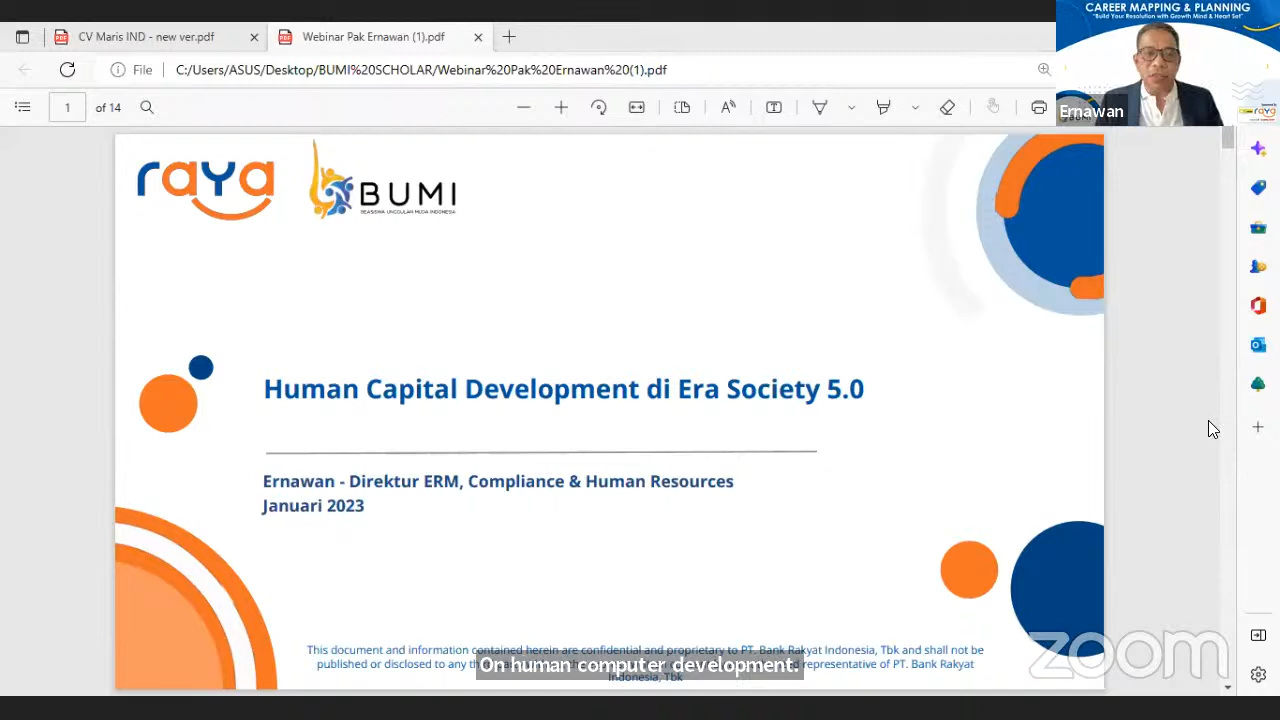 CAREER MAPPING & PLANNING
"Build Your Resolution with Growth Mind & Heart Set"
CV Maris IND - new ver.pdf
Webinar Pak Ernawan (1).pdf
File
C:/Users/ASUS/Desktop/BUMI%20SCHOLAR/Webinar%20Pak%20Ernawan%20(1).pdf
1 of 14
Ernawan
raya
BUMI
BEASISWA UNGGULAN MUDA INDONESIA
Human Capital Development di Era Society 5.0
Ernawan - Direktur ERM, Compliance & Human Resources
Januari 2023
This document and information contained herein are confidential and proprietary to PT. Bank Rakyat Indonesia, Tbk and shall not be
published or disclosed to any representative of PT. Bank Rakyat
Indonesia, Tbk
On human computer development.
zoom